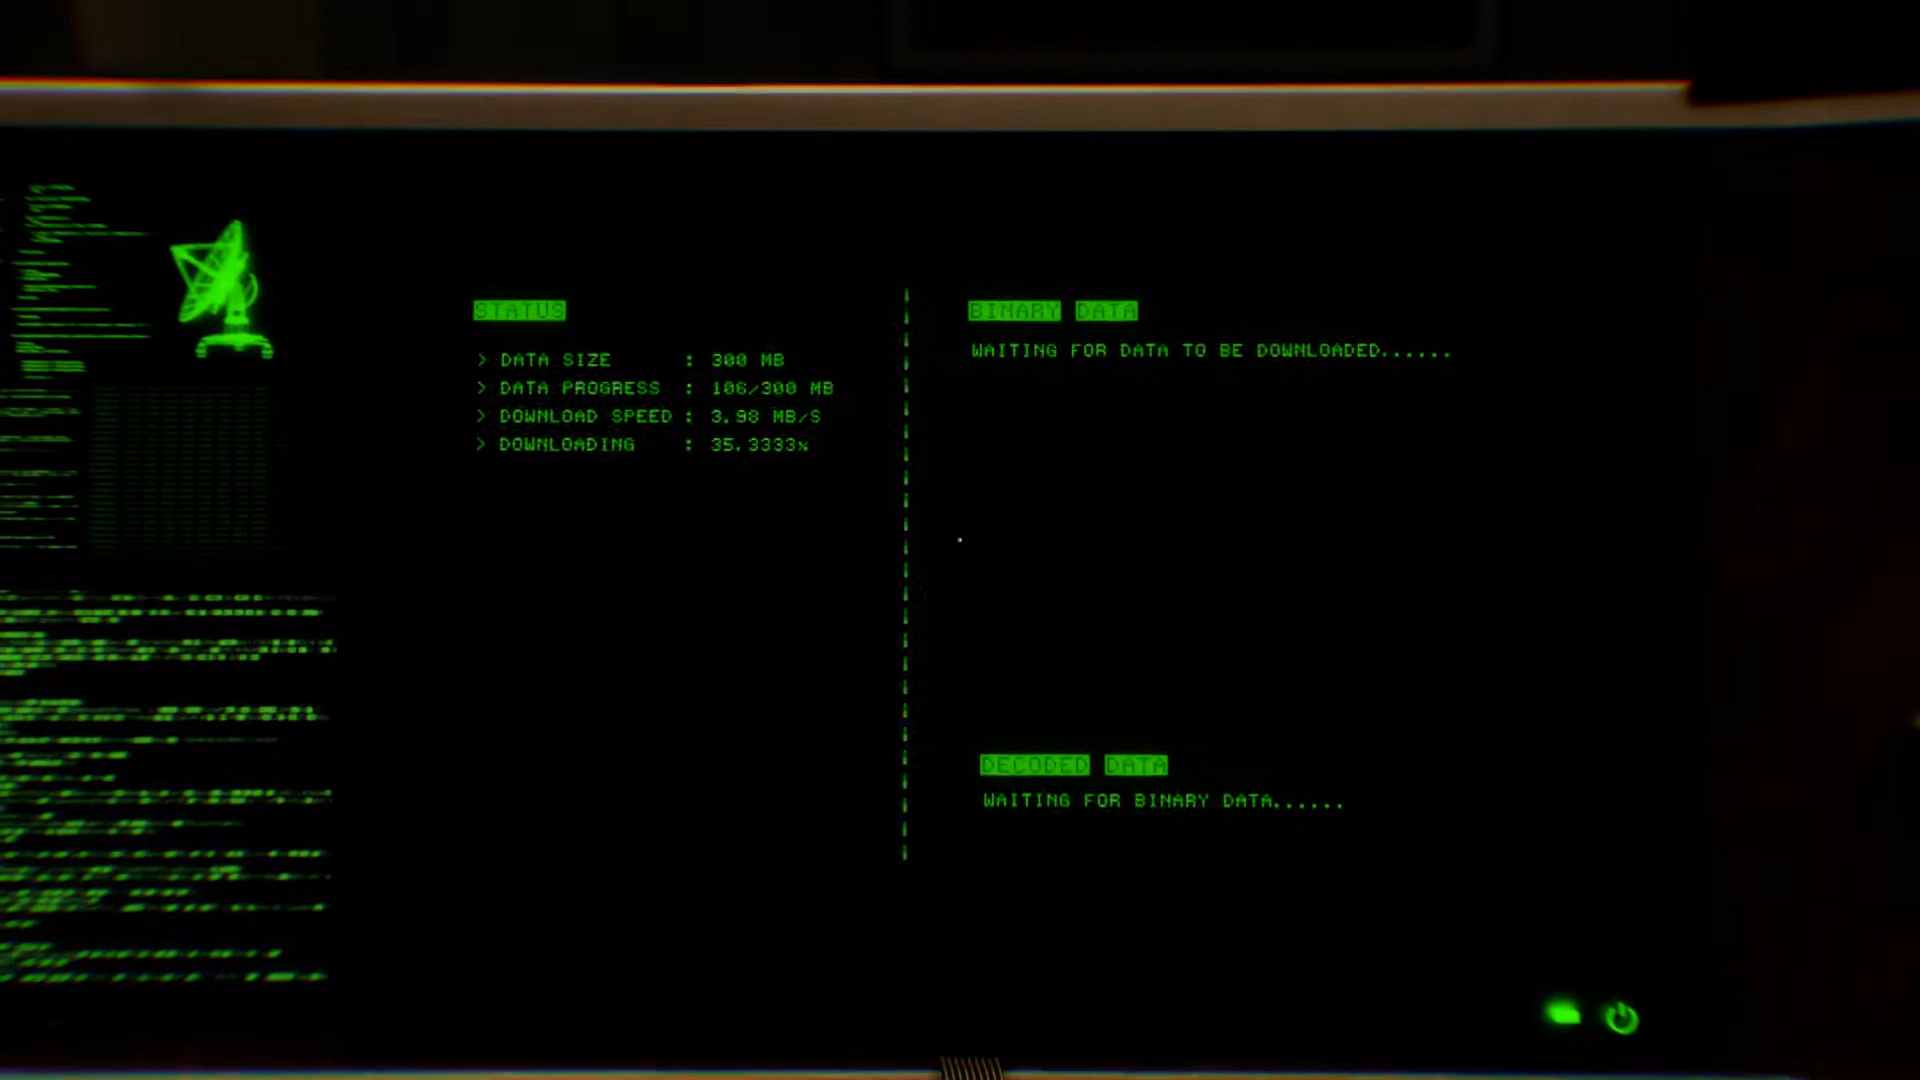 STATUS
> DATA SIZE : 300 MB
> DATA PROGRESS : 106/300 MB
> DOWNLOAD SPEED : 3.98 MB/S
> DOWNLOADING : 35.3333%
BINARY DATA
WAITING FOR DATA TO BE DOWNLOADED......
DECODED DATA
WAITING FOR BINARY DATA......